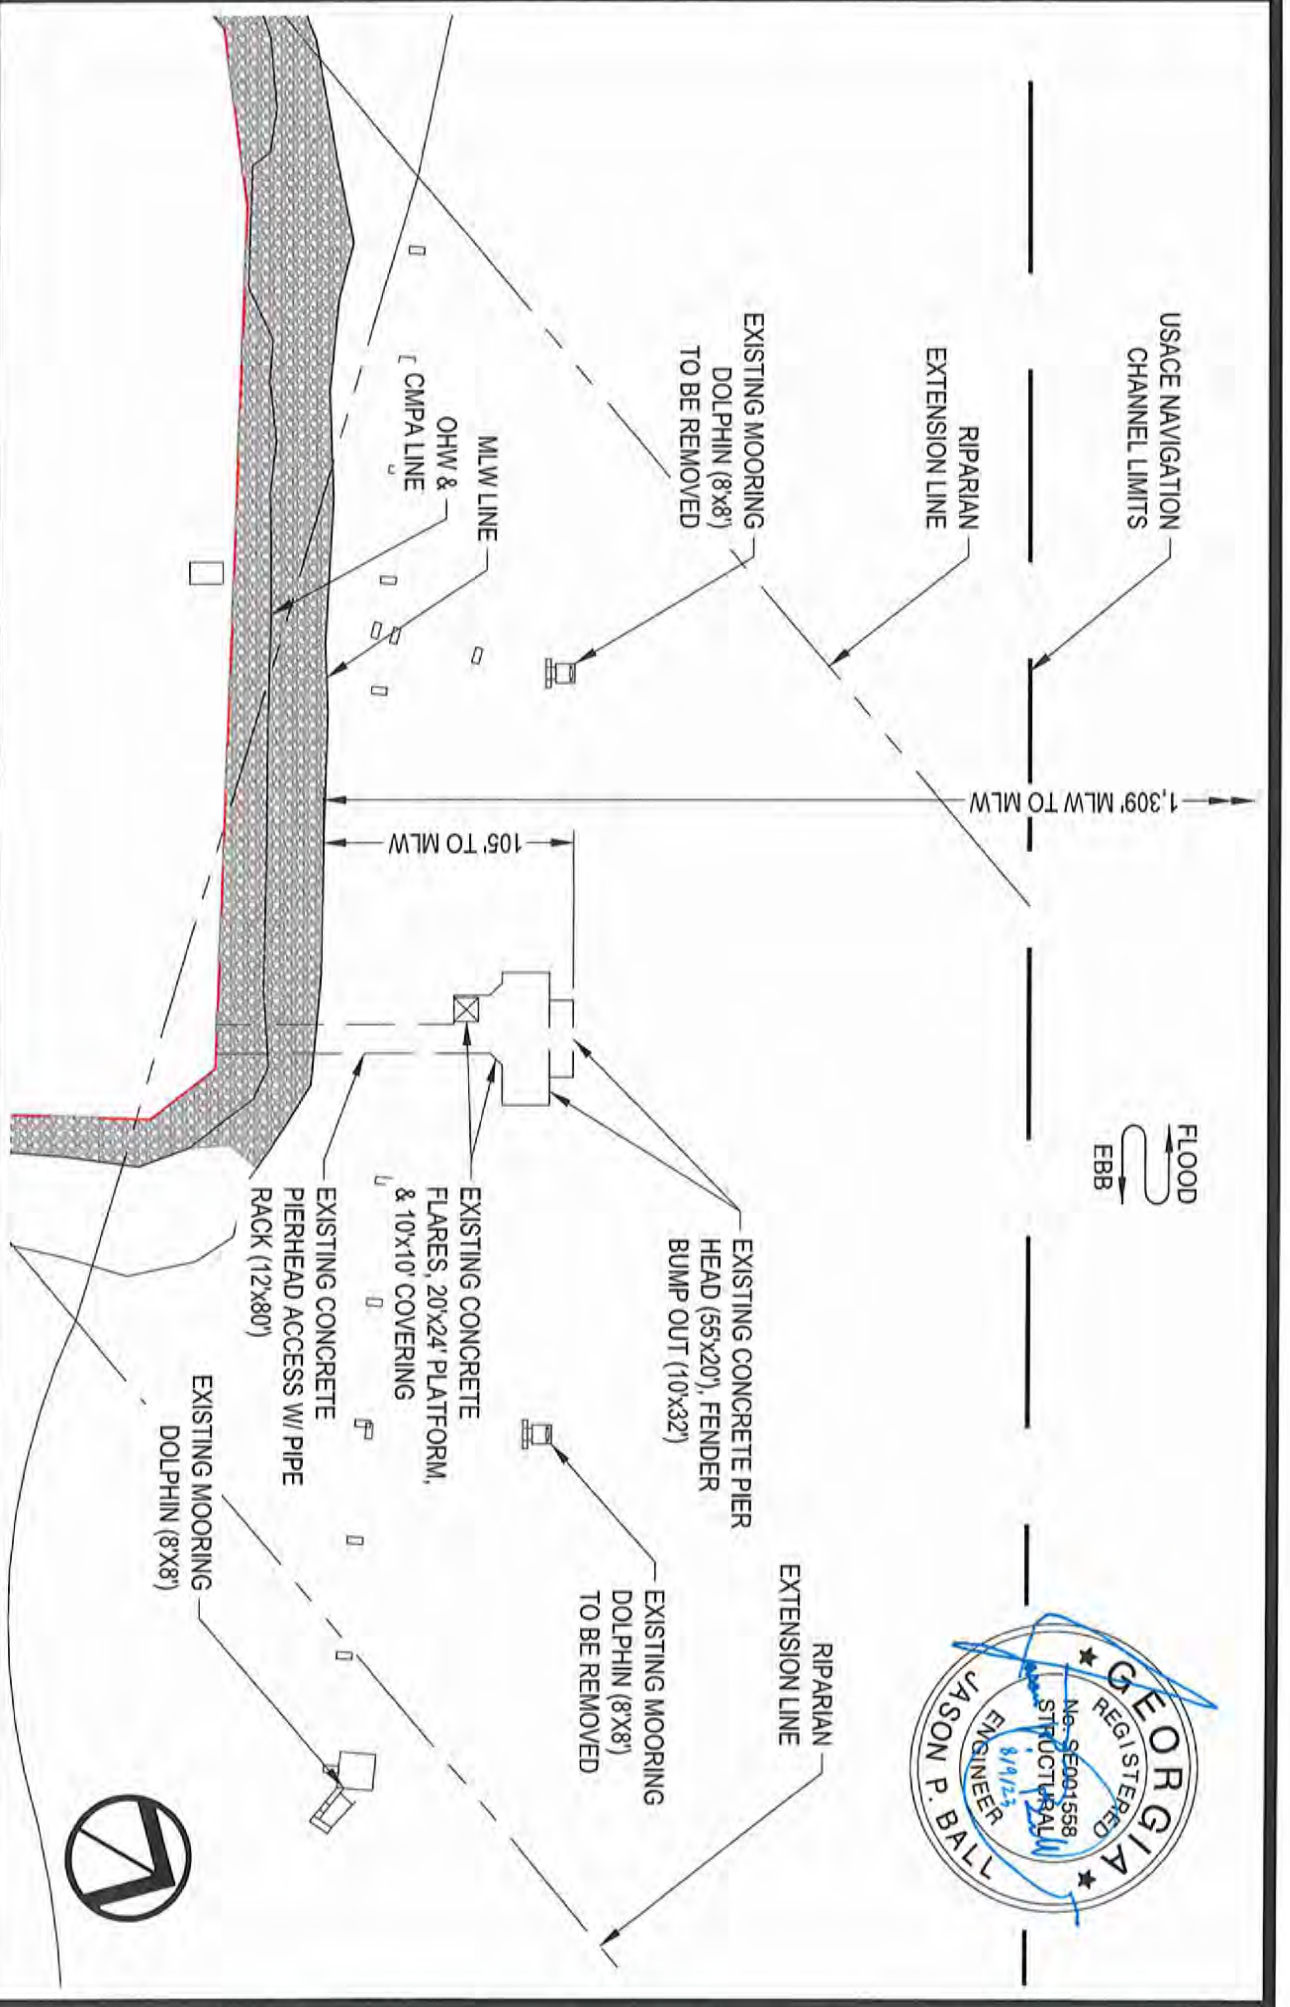 USACE NAVIGATION
CHANNEL LIMITS
RIPARIAN
EXTENSION LINE
EXISTING MOORING
DOLPHIN (8'x8')
TO BE REMOVED
MLW LINE
OHW &
CMPA LINE
1,309' MLW TO MLW
105' TO MLW
FLOOD
EBB
EXISTING CONCRETE PIER
HEAD (55'x20'), FENDER
BUMP OUT (10'x32')
EXISTING CONCRETE
FLARES, 20'x24' PLATFORM,
& 10'x10' COVERING
EXISTING CONCRETE
PIERHEAD ACCESS W/ PIPE
RACK (12'x80')
EXISTING MOORING
DOLPHIN (8'X8')
EXISTING MOORING
DOLPHIN (8'X8')
TO BE REMOVED
RIPARIAN
EXTENSION LINE
GEORGIA
REGISTERED
No. SE001558
STRUCTURAL
8/9/23
ENGINEER
JASON P. BALL